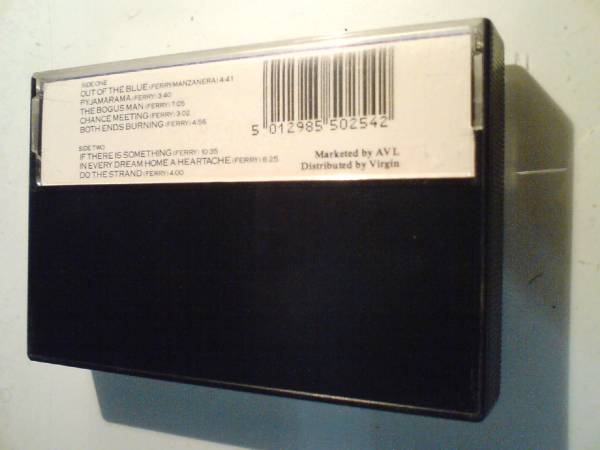 SIDE ONE
OUT OF THE BLUE (FERRY/MANZANERA) 4:41
PYJAMARAMA (FERRY) 3:40
THE BOGUS MAN (FERRY) 7:05
CHANCE MEETING (FERRY) 3:02
BOTH ENDS BURNING (FERRY) 4:56
5 012985 502542
SIDE TWO
IF THERE IS SOMETHING (FERRY) 10:35
IN EVERY DREAM HOME A HEARTACHE (FERRY) 8:25
DO THE STRAND (FERRY) 4:00
Marketed by AVL
Distributed by Virgin